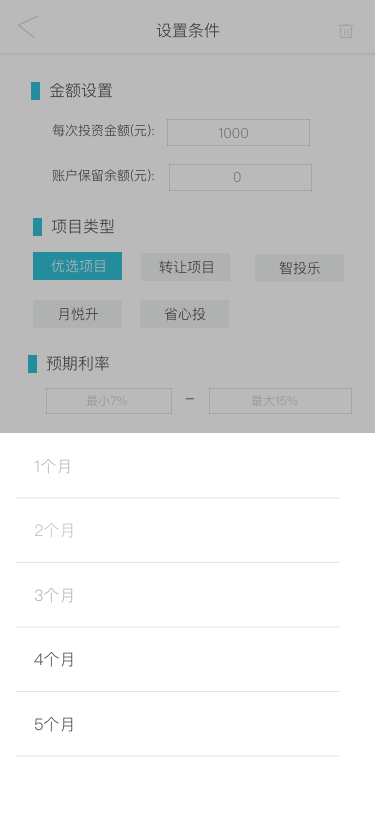 设置条件
金额设置
每次投资金额(元): 1000
账户保留余额(元): 0
项目类型
优选项目 转让项目 智投乐
月悦升 省心投
预期利率
最小7% – 最大15%
1个月
2个月
3个月
4个月
5个月